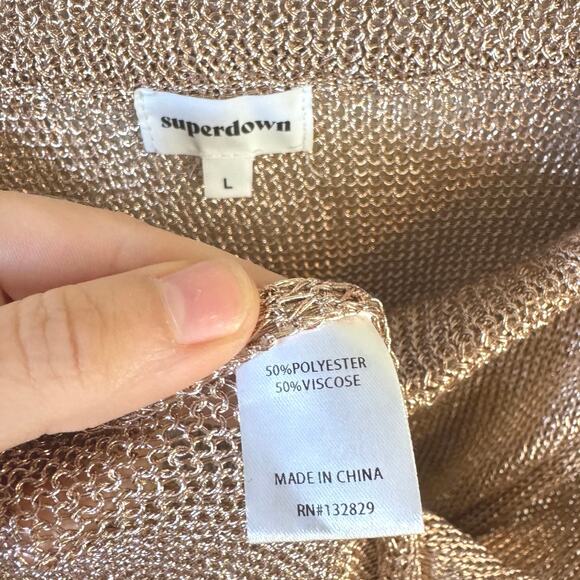 superdown
L
50%POLYESTER
50%VISCOSE
MADE IN CHINA
RN#132829